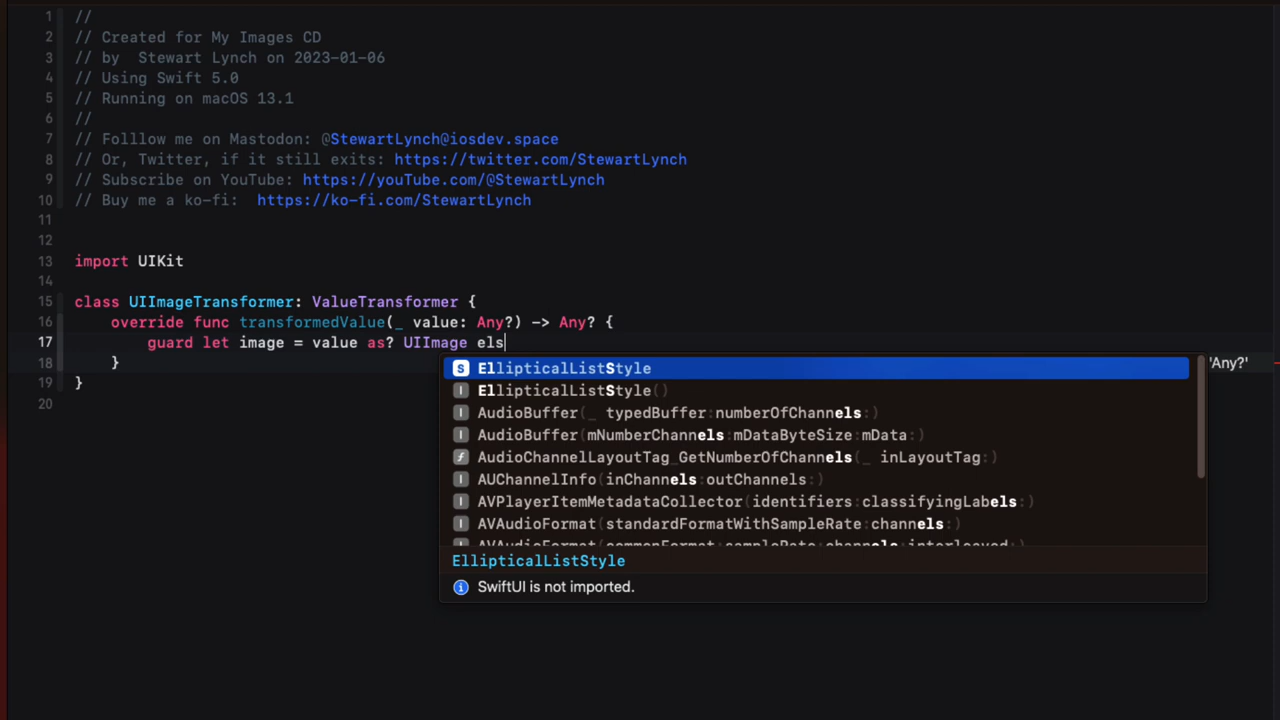 1 //
2 // Created for My Images CD
3 // by  Stewart Lynch on 2023-01-06
4 // Using Swift 5.0
5 // Running on macOS 13.1
6 //
7 // Folllow me on Mastodon: @StewartLynch@iosdev.space
8 // Or, Twitter, if it still exits: https://twitter.com/StewartLynch
9 // Subscribe on YouTube: https://youTube.com/@StewartLynch
10 // Buy me a ko-fi:  https://ko-fi.com/StewartLynch
11
12
13 import UIKit
14
15 class UIImageTransformer: ValueTransformer {
16     override func transformedValue(_ value: Any?) -> Any? {
17         guard let image = value as? UIImage els
18     } 'Any?'
19 }
20
S EllipticalListStyle
I EllipticalListStyle()
I AudioBuffer(_ typedBuffer:numberOfChannels:)
I AudioBuffer(mNumberChannels:mDataByteSize:mData:)
f AudioChannelLayoutTag_GetNumberOfChannels(_ inLayoutTag:)
I AUChannelInfo(inChannels:outChannels:)
I AVPlayerItemMetadataCollector(identifiers:classifyingLabels:)
I AVAudioFormat(standardFormatWithSampleRate:channels:)
I AVAudioFormat(commonFormat:sampleRate:channels:interleaved:)
EllipticalListStyle
SwiftUI is not imported.